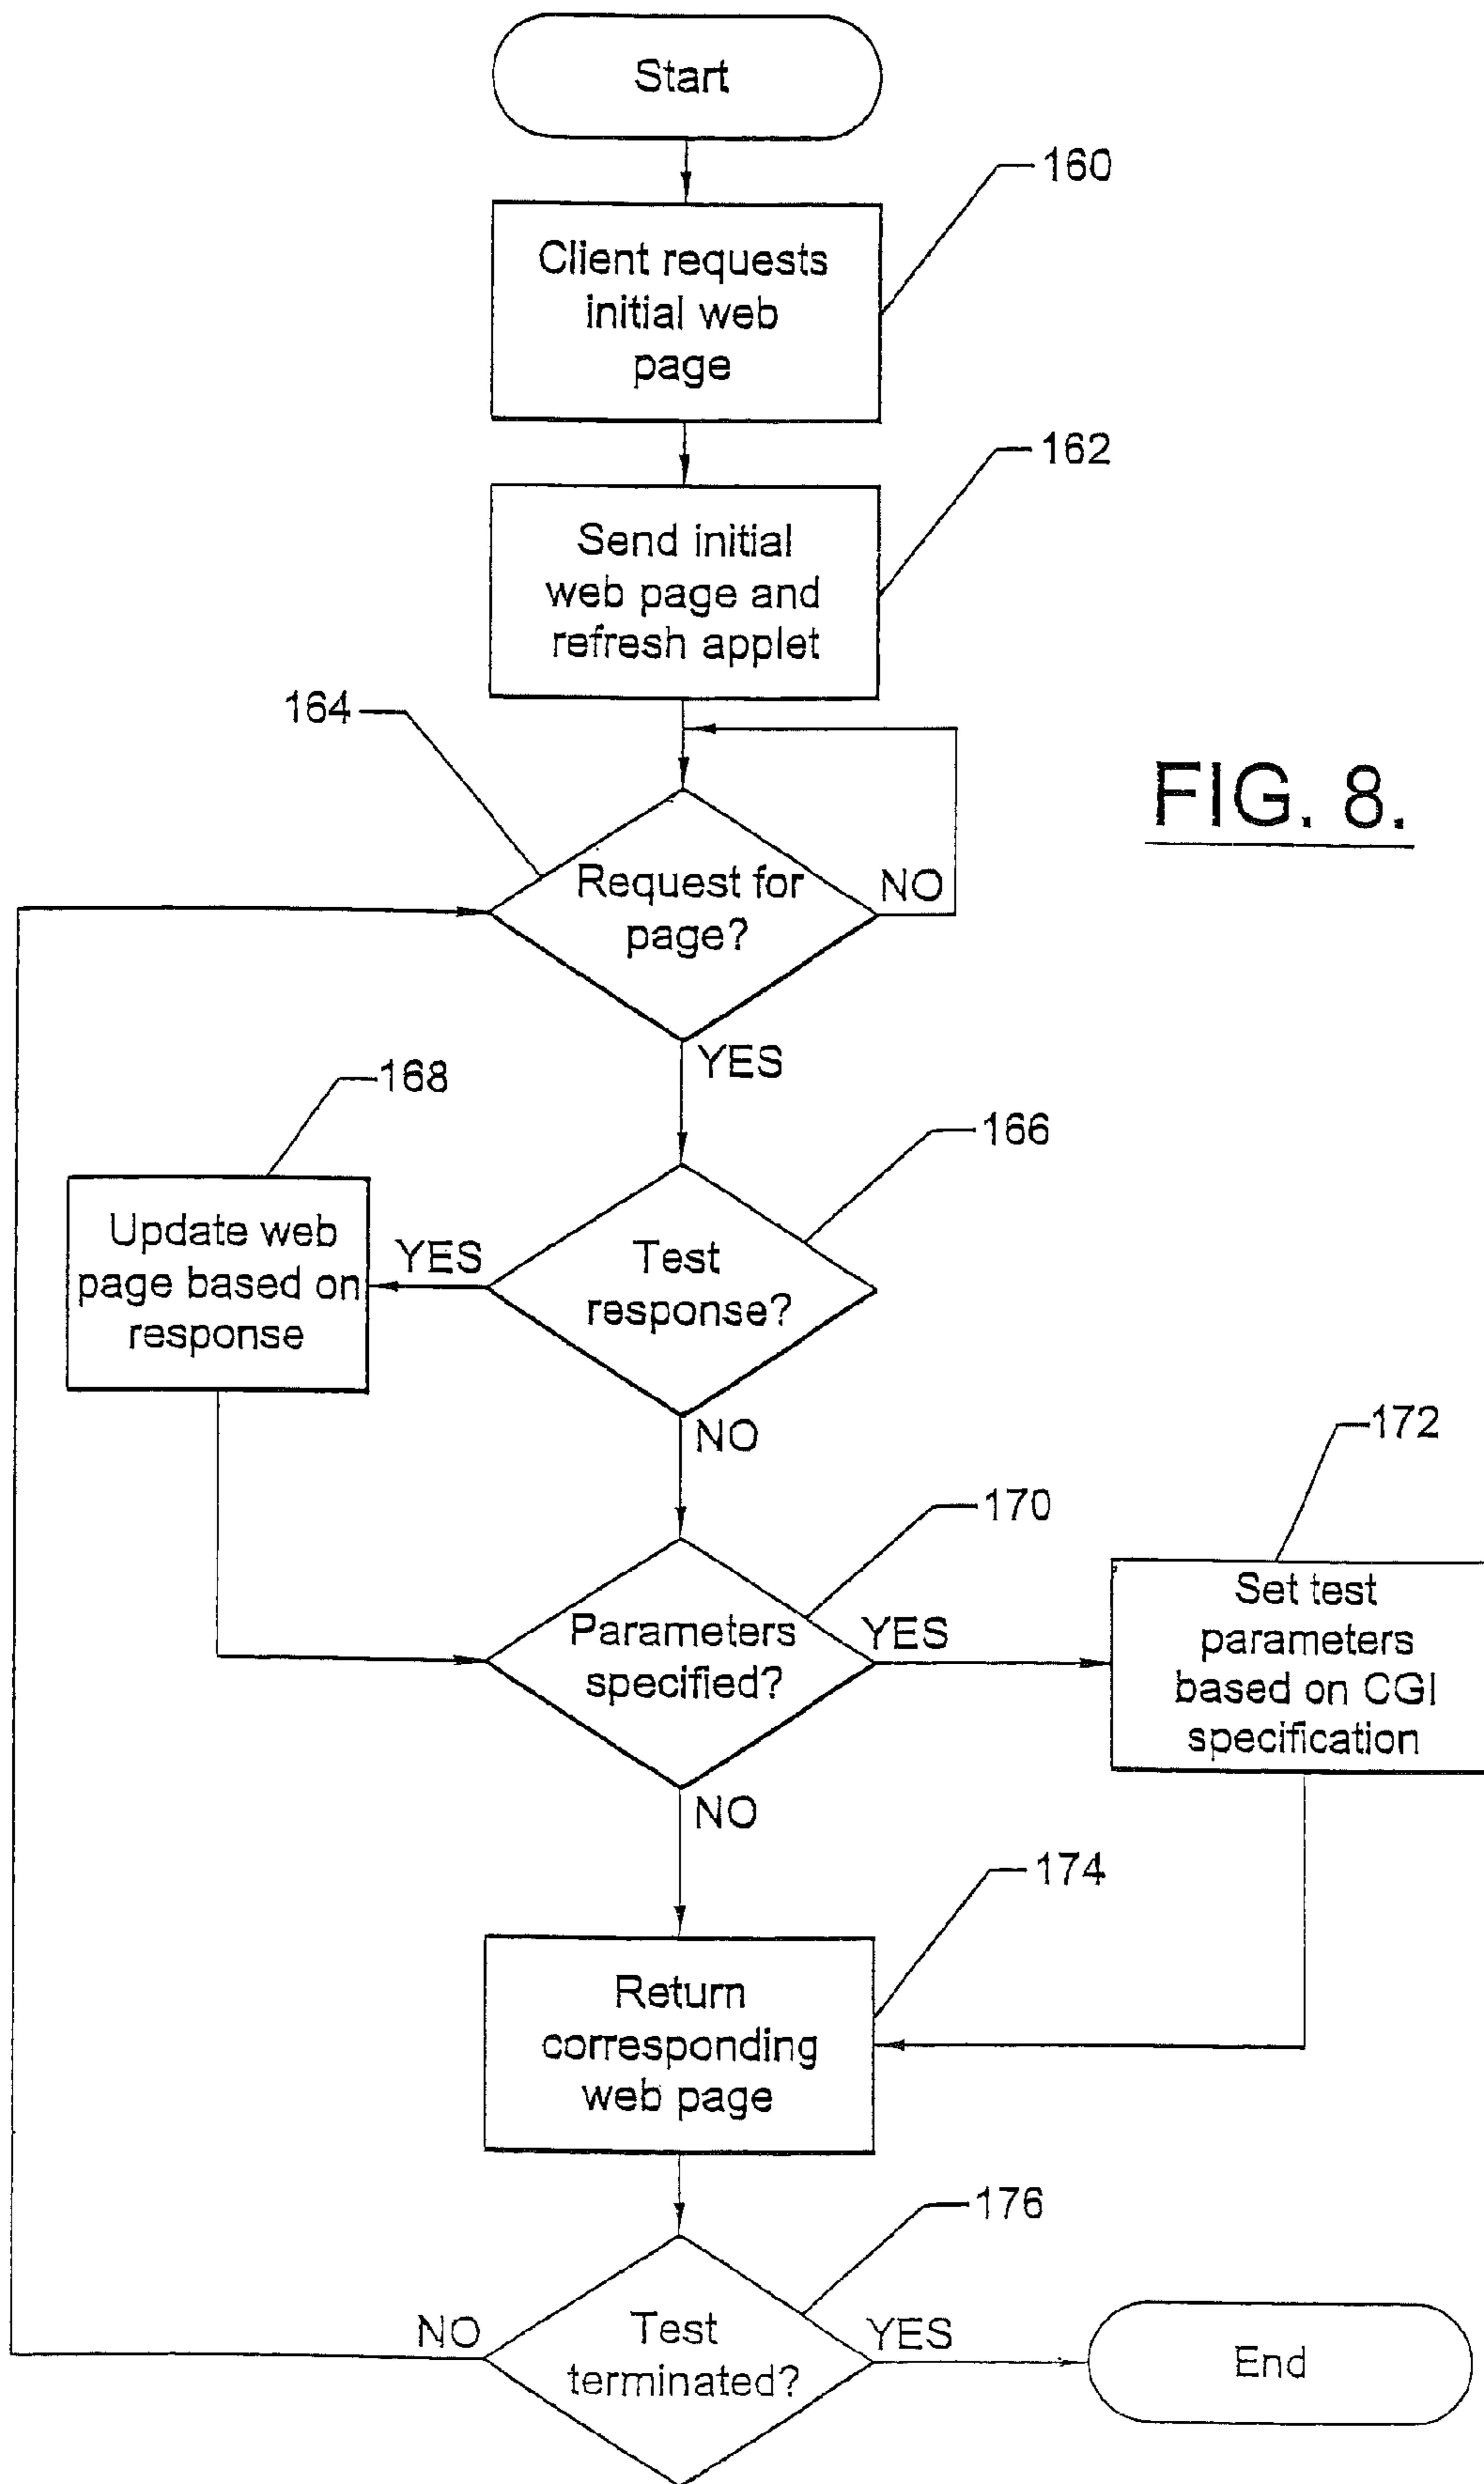 Start
160
Client requests
initial web
page
162
Send initial
web page and
refresh applet
164
FIG. 8.
Request for
page?
NO
YES
168
166
Update web
page based on
response
YES
Test
response?
NO
172
170
Set test
parameters
based on CGI
specification
Parameters
specified?
YES
NO
174
Return
corresponding
web page
176
NO
Test
terminated?
YES
End